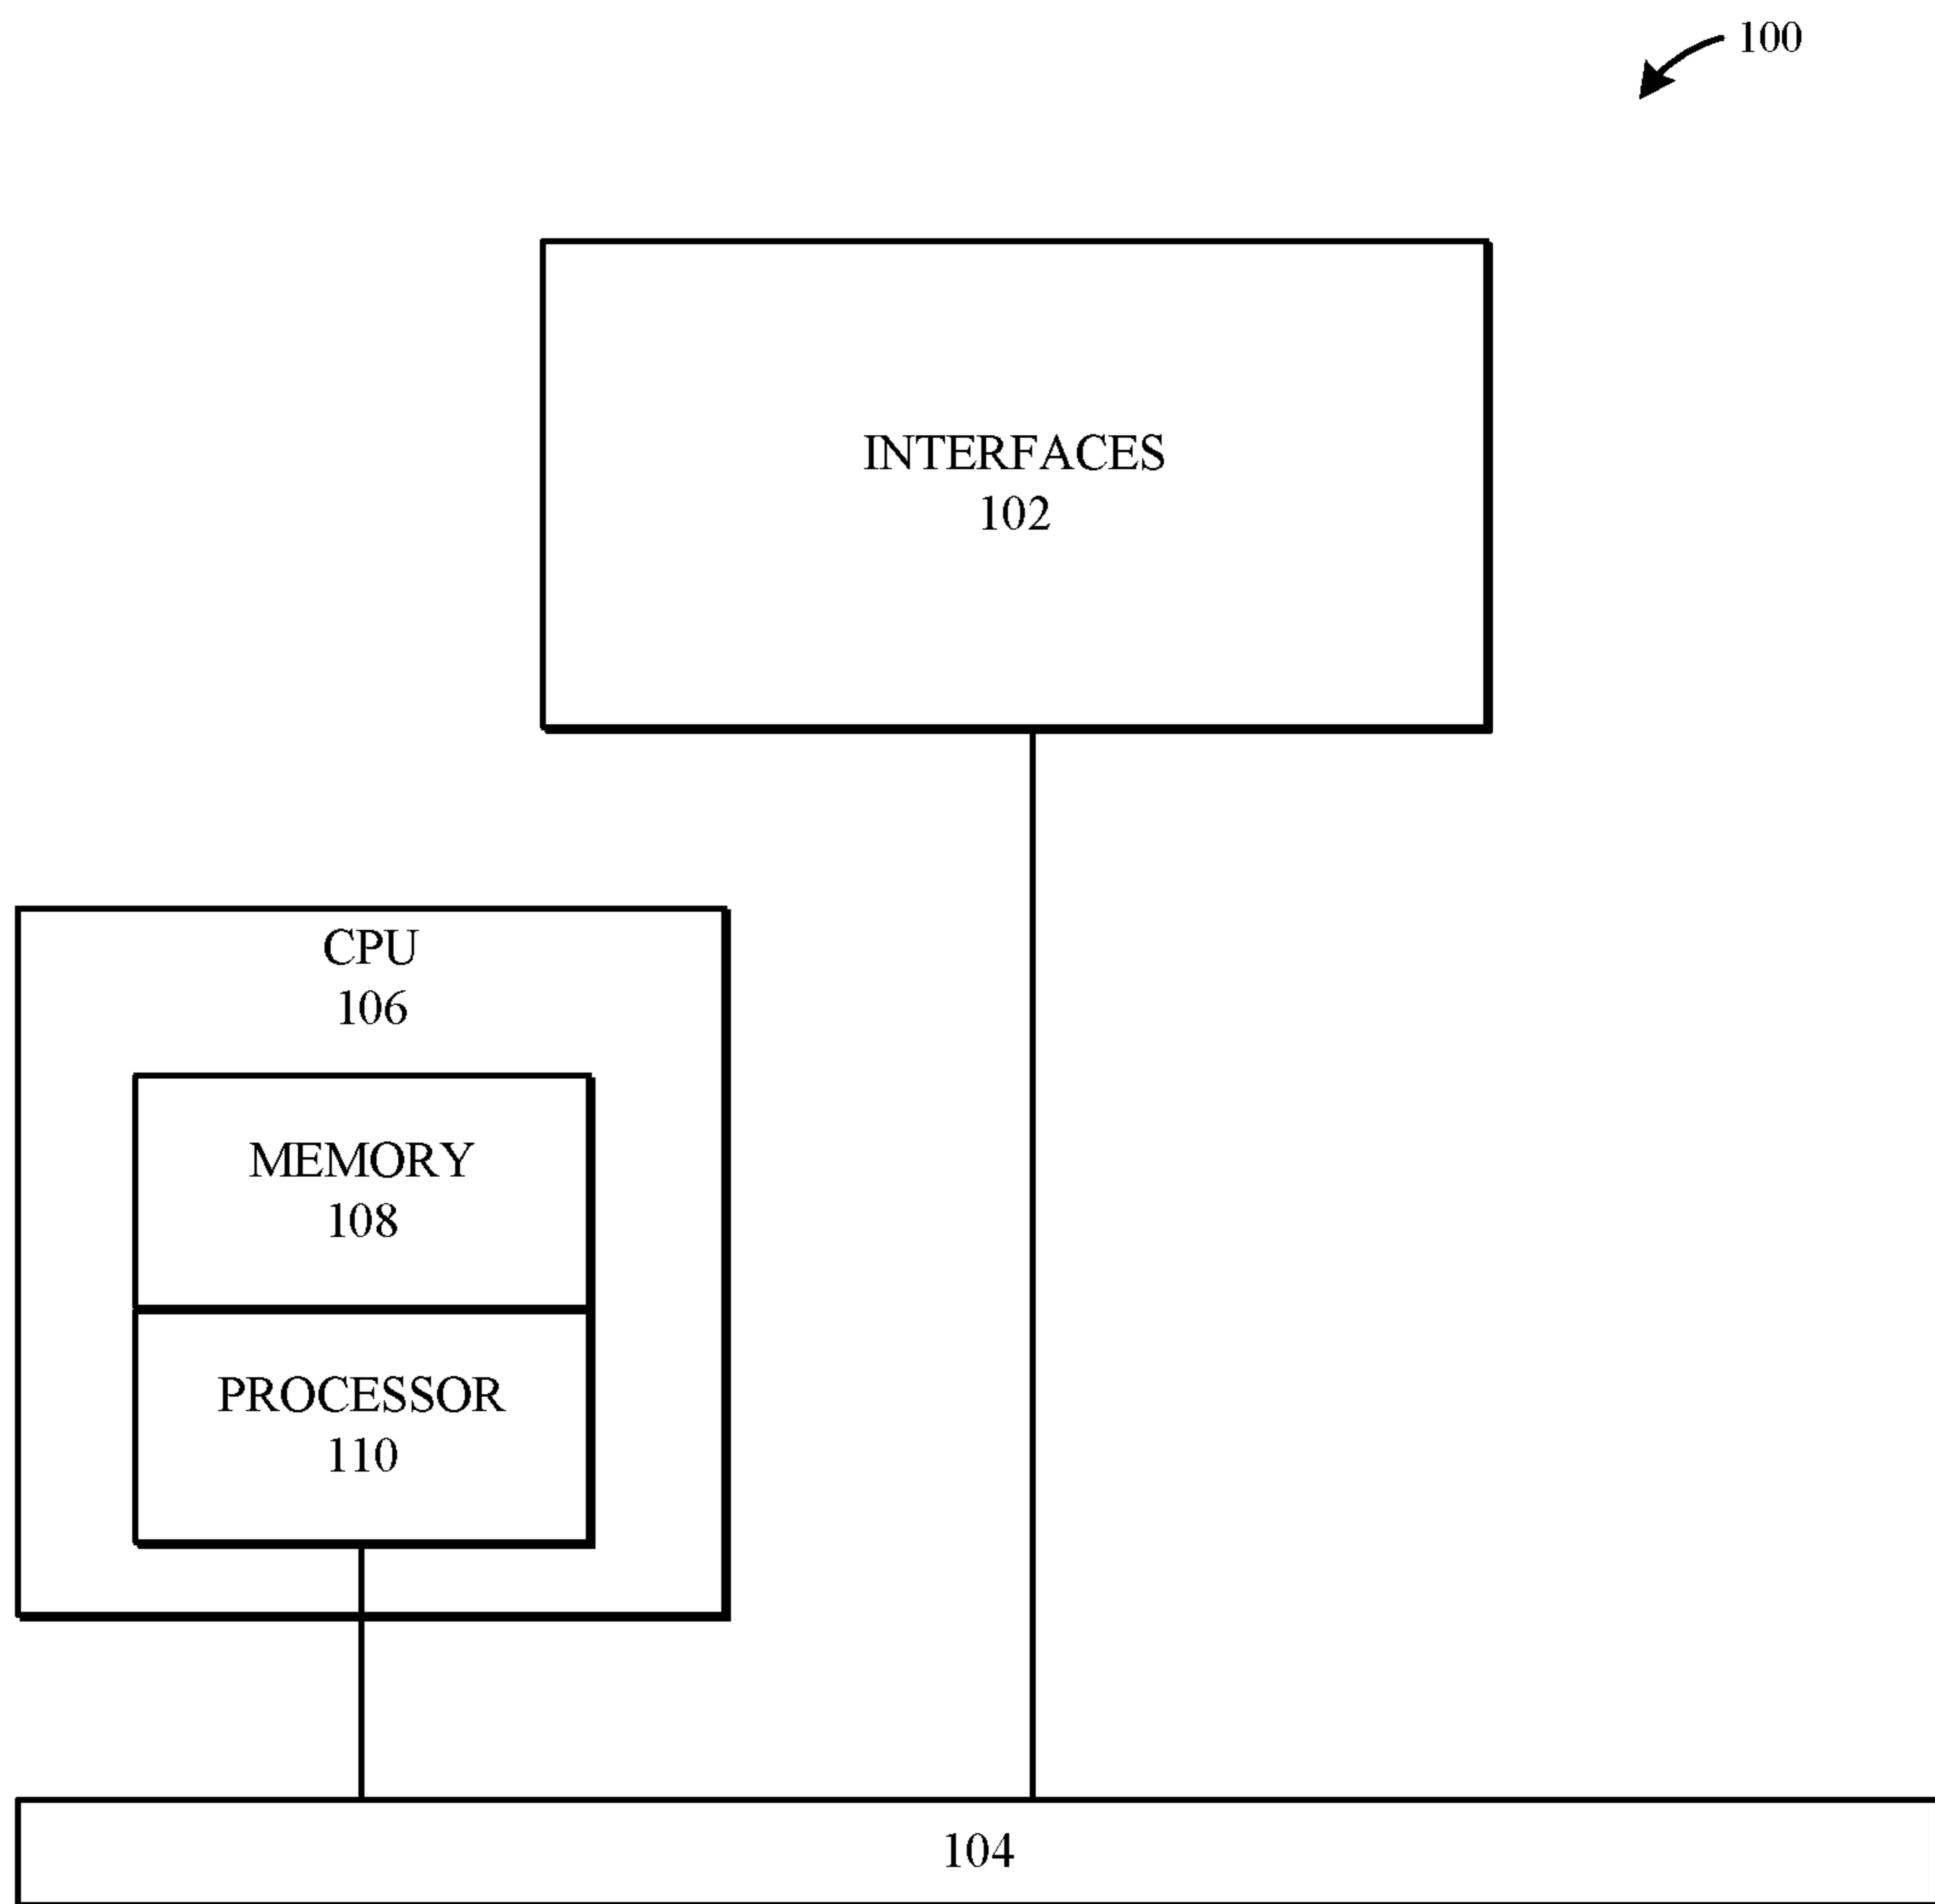 100
INTERFACES
102
CPU
106
MEMORY
108
PROCESSOR
110
104